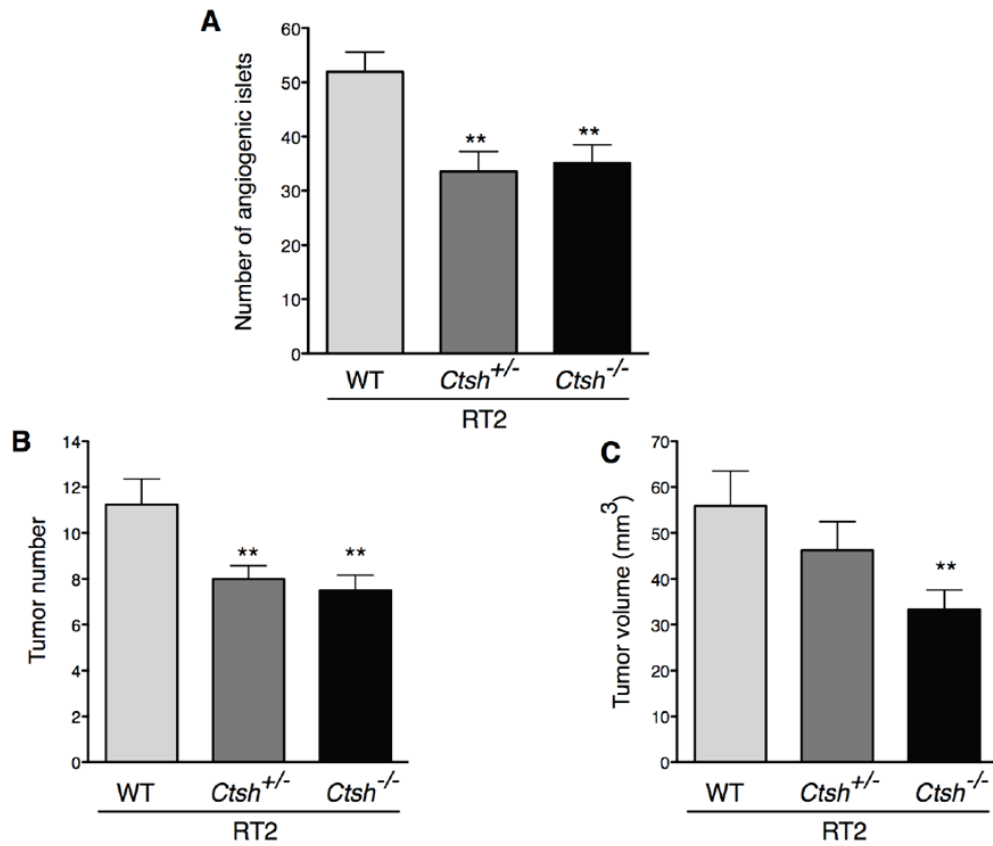 A
Number of angiogenic islets
60
50
40
30
20
10
0
**
**
WT Ctsh+/- Ctsh-/-
RT2
B
Tumor number
14
12
10
8
6
4
2
0
**
**
WT Ctsh+/- Ctsh-/-
RT2
C
Tumor volume (mm3)
70
60
50
40
30
20
10
0
**
WT Ctsh+/- Ctsh-/-
RT2